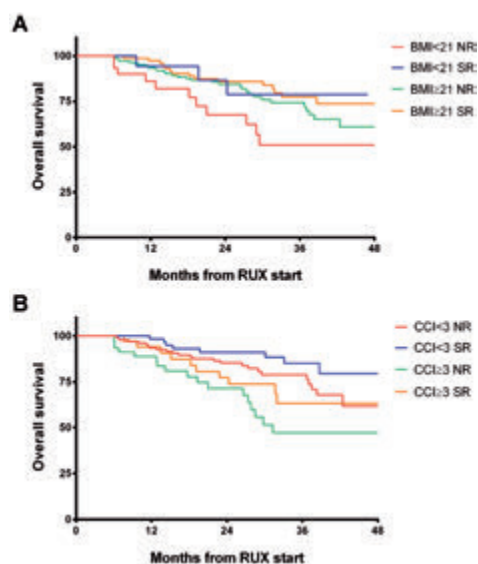 A
BMI<21 NR:
BMI<21 SR:
BMI≥21 NR:
BMI≥21 SR
Overall survival
100
75
50
25
0
0 12 24 36 48
Months from RUX start
B
CCI<3 NR
CCI<3 SR
CCI≥3 NR
CCI≥3 SR
Overall survival
100
75
50
25
0
0 12 24 36 48
Months from RUX start